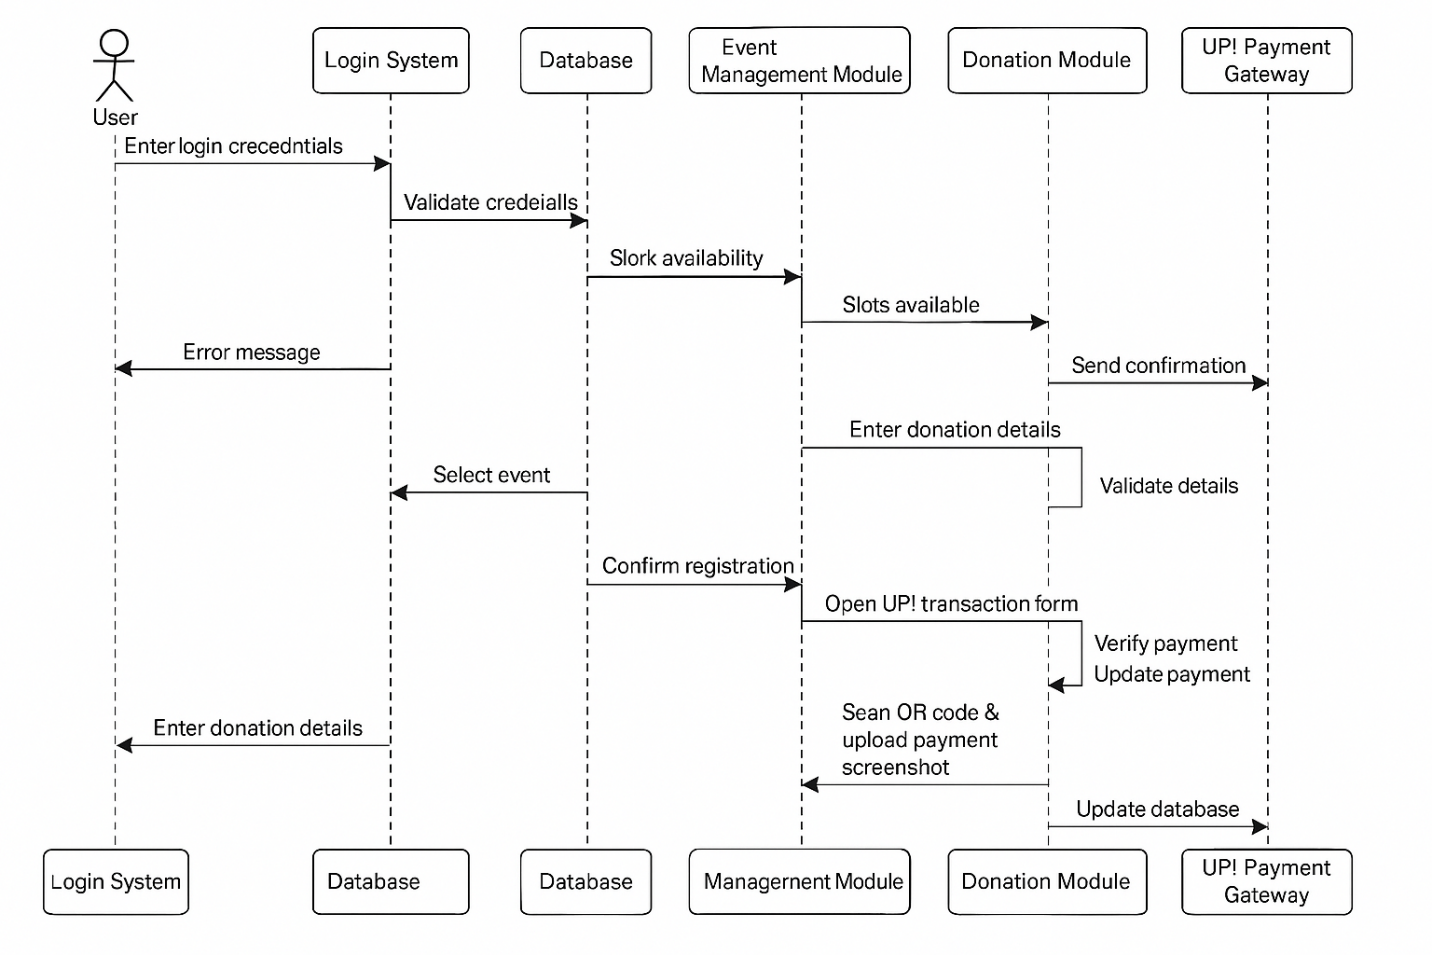 User
Login System
Database
Event
Management Module
Donation Module
UP! Payment
Gateway
Enter login crecedntials
Validate credeialls
Slork availability
Slots available
Error message
Send confirmation
Enter donation details
Select event
Validate details
Confirm registration
Open UP! transaction form
Verify payment
Update payment
Sean OR code &
upload payment
screenshot
Enter donation details
Update database
Login System
Database
Database
Managernent Module
Donation Module
UP! Payment
Gateway